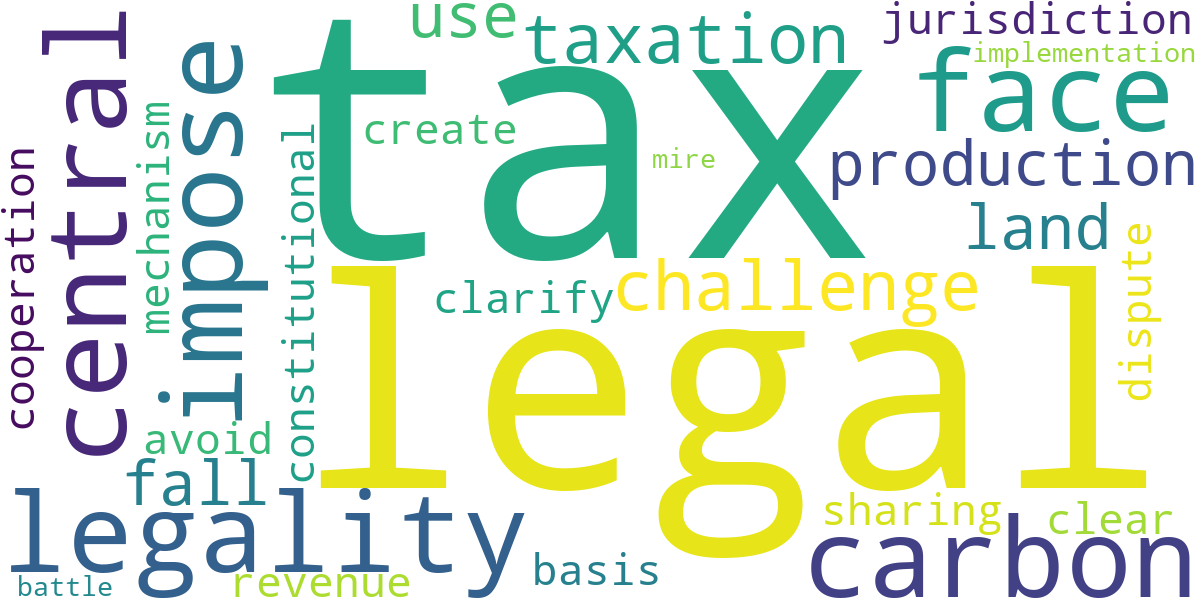 use
taxation
jurisdiction
implementation
face
tax
central
impose
mechanism
create
constitutional
mire
production
cooperation
land
dispute
clarify
challenge
legal
avoid
fall
legality
sharing
clear
carbon
basis
revenue
battle